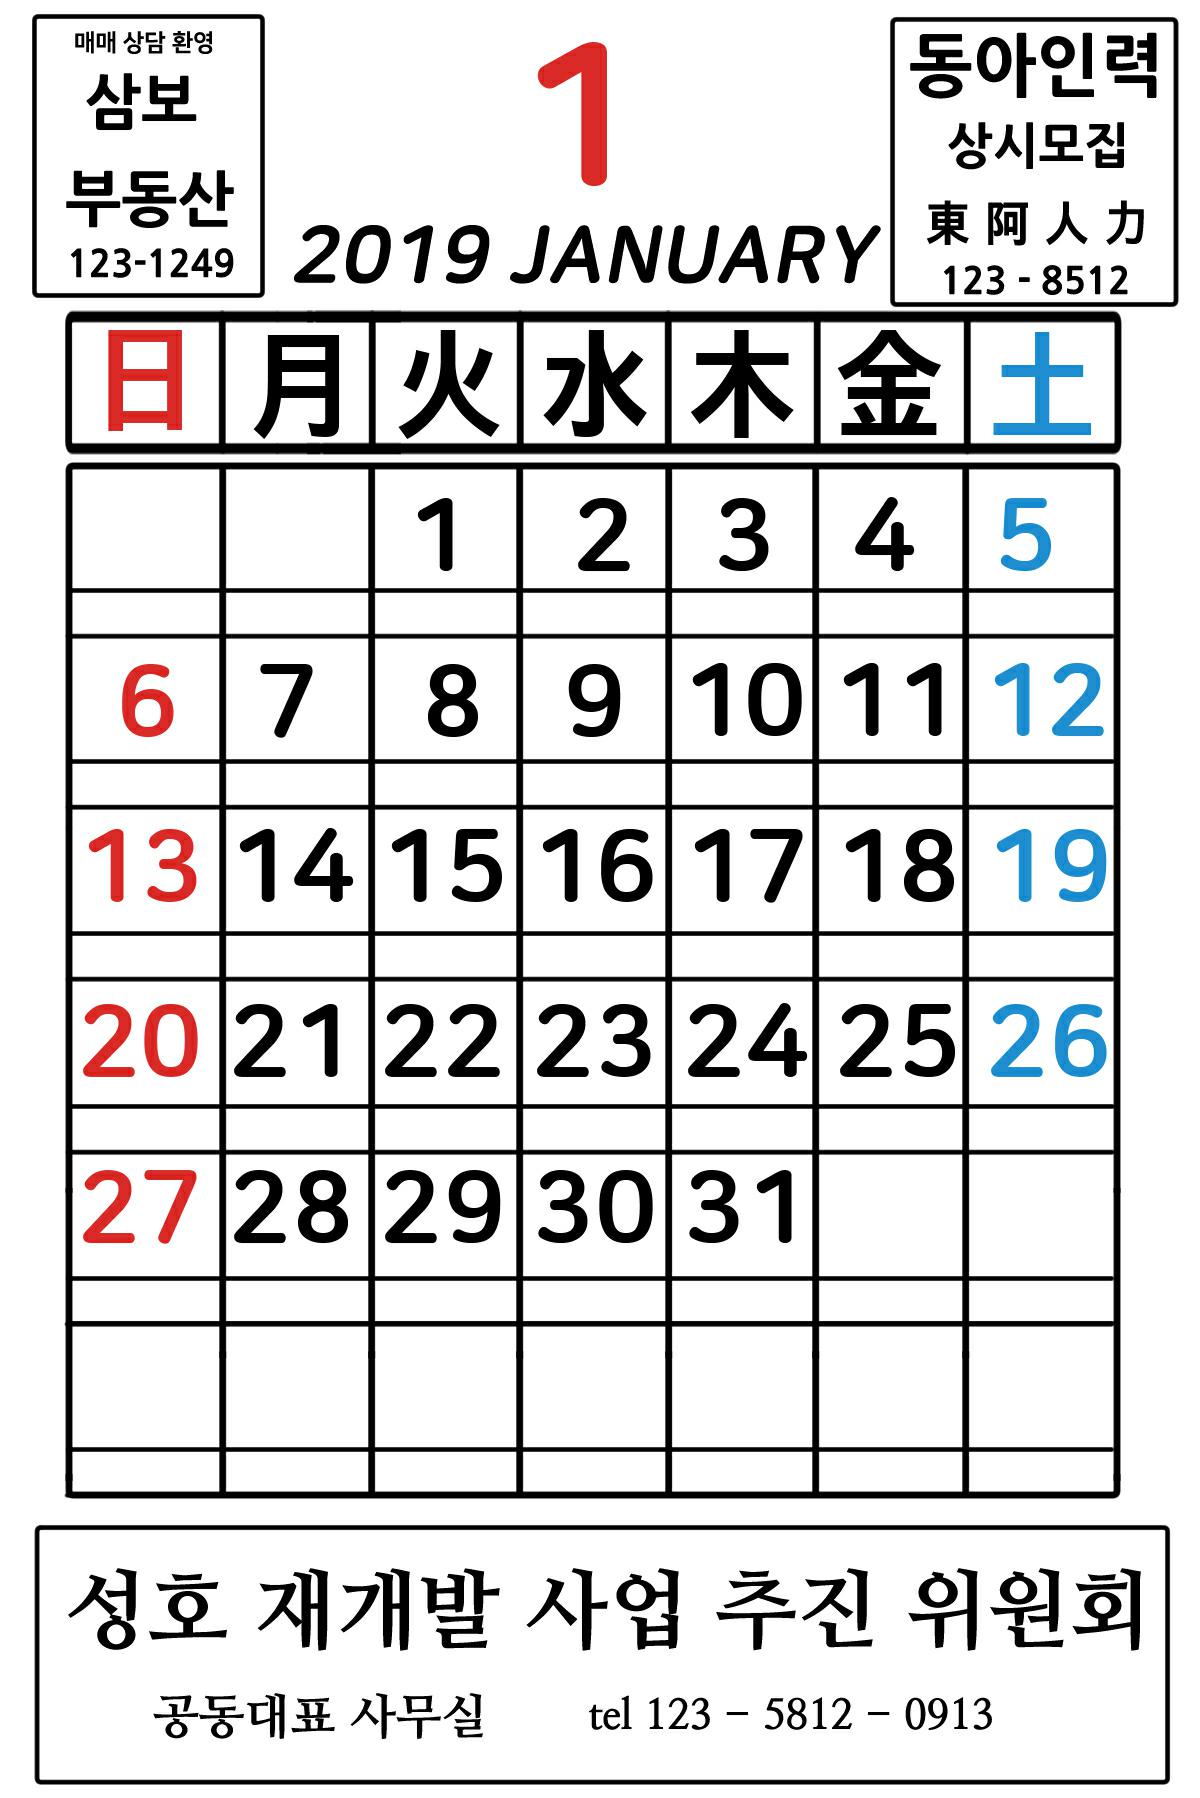 매매 상담 환영
삼보
부동산
123-1249
1
2019 JANUARY
동아인력
상시모집
東阿人力
123 - 8512
日 月 火 水 木 金 土
1 2 3 4 5
6 7 8 9 10 11 12
13 14 15 16 17 18 19
20 21 22 23 24 25 26
27 28 29 30 31
성호 재개발 사업 추진 위원회
공동대표 사무실 tel 123 - 5812 - 0913